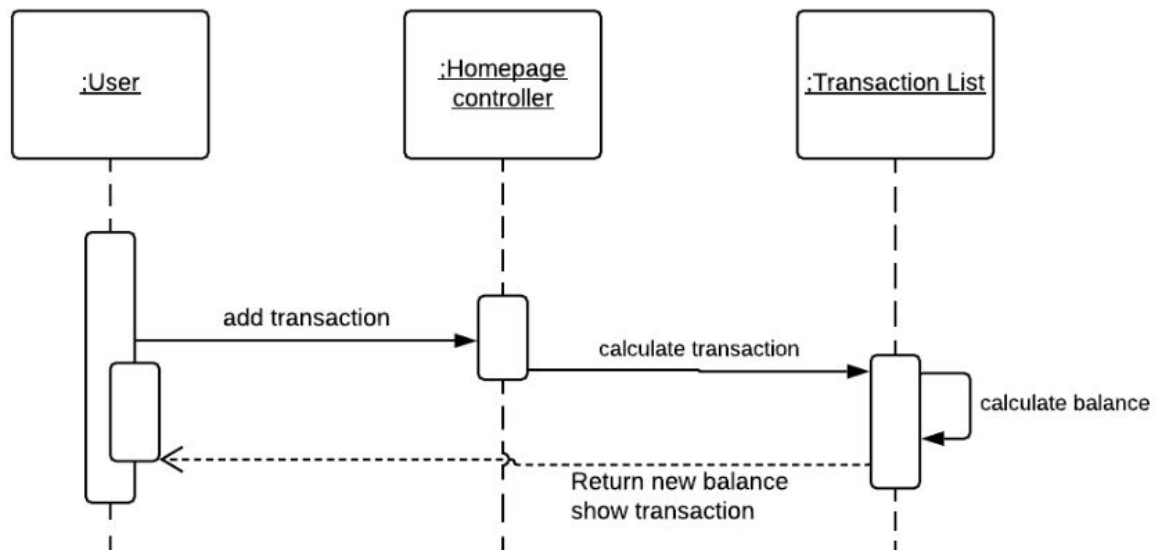 ;User
;Homepage
controller
;Transaction List
add transaction
calculate transaction
calculate balance
Return new balance
show transaction